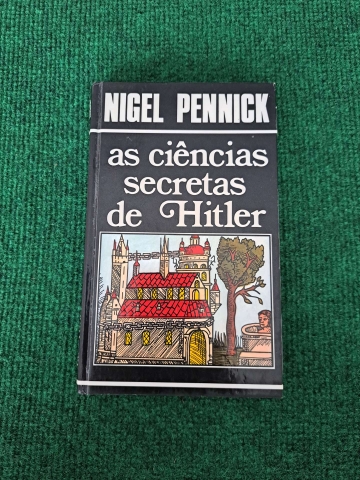 NIGEL PENNICK
as ciências
secretas
de Hitler